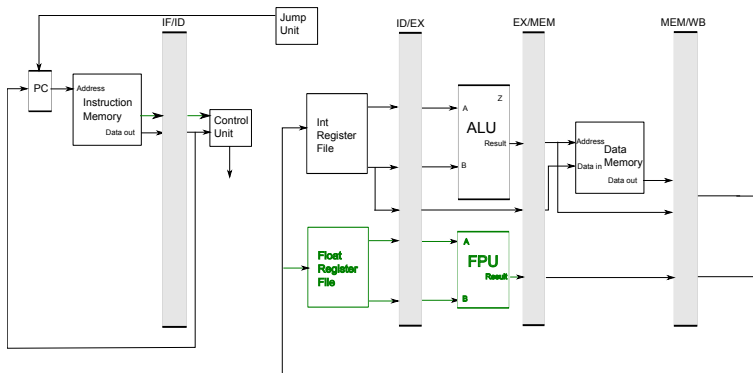 IF/ID
Jump
Unit
ID/EX
EX/MEM
MEM/WB
PC
Address
Instruction
Memory
Data out
Control
Unit
Int
Register
File
A
Z
ALU
Result
B
Address
Data
Memory
Data in
Data out
Float
Register
File
A
FPU
Result
B